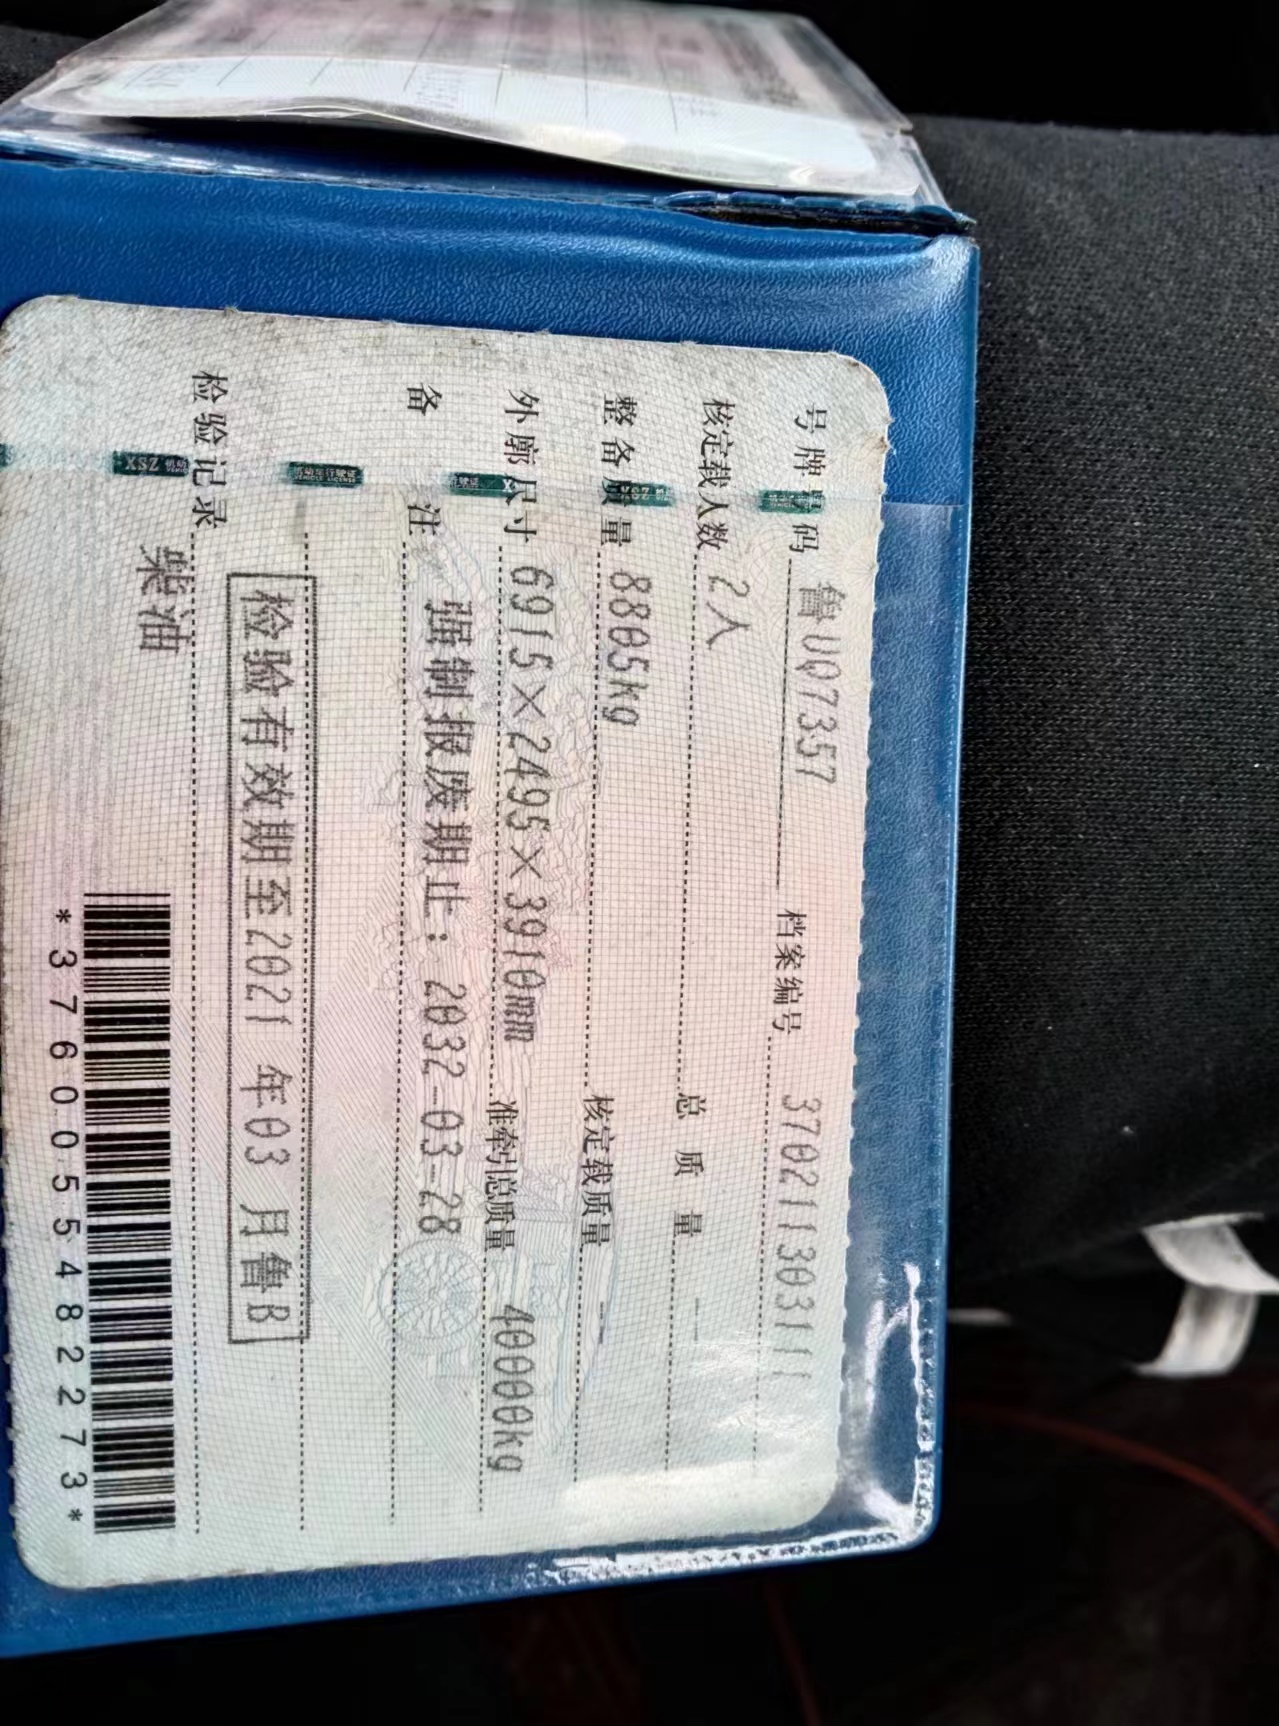 号牌号码 鲁UQ7357 档案编号 370211303111
核定载人数 2人 总质量 --
整备质量 8805kg 核定载质量 --
外廓尺寸 6915×2495×3910mm 准牵引总质量 40000kg
备注 强制报废期止：2032-03-28
检验有效期至2021年03月鲁B
检验记录
柴油
*3760055482273*